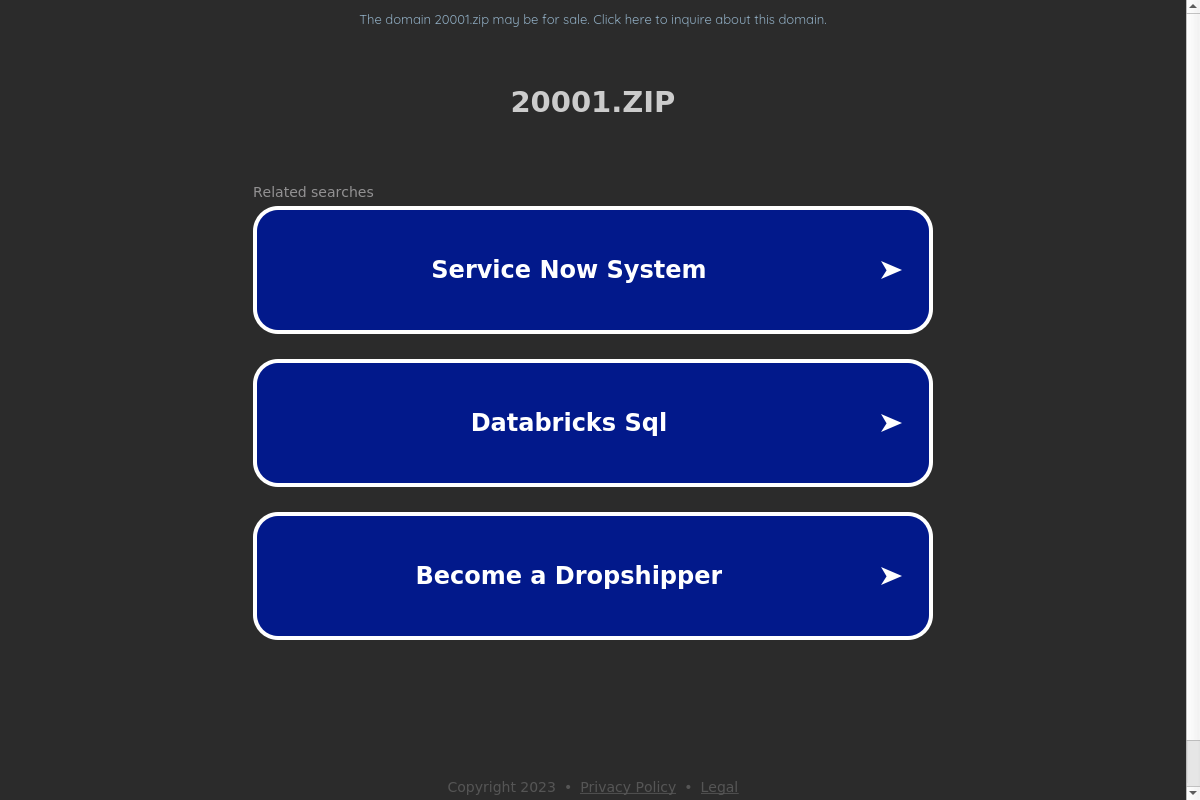 The domain 20001.zip may be for sale. Click here to inquire about this domain.
20001.ZIP
Related searches
Service Now System
Databricks Sql
Become a Dropshipper
Copyright 2023 • Privacy Policy • Legal